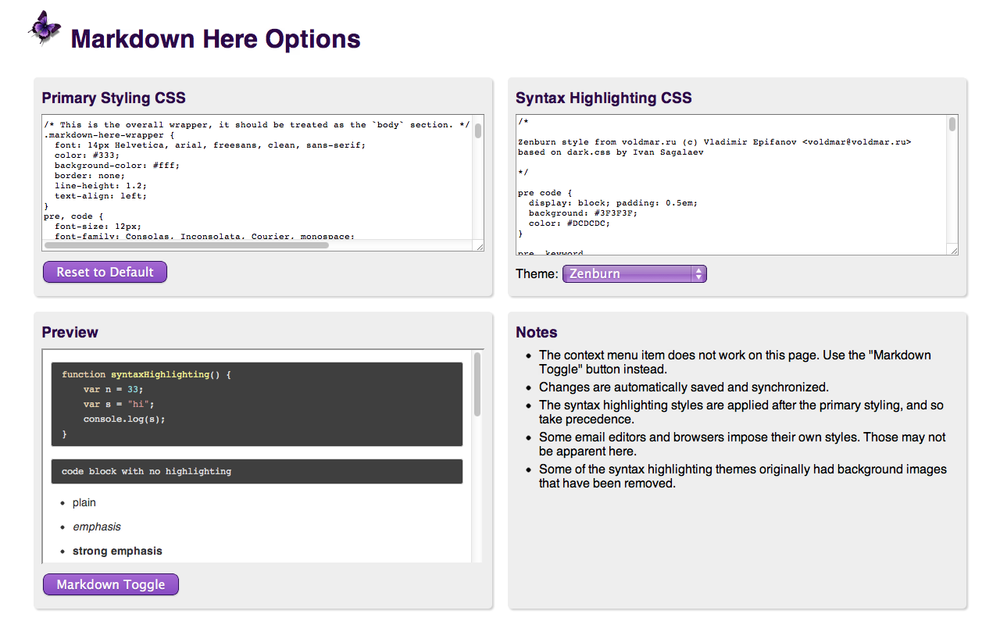 Markdown Here Options
Primary Styling CSS
/* This is the overall wrapper, it should be treated as the `body` section. */
.markdown-here-wrapper {
  font: 14px Helvetica, arial, freesans, clean, sans-serif;
  color: #333;
  background-color: #fff;
  border: none;
  line-height: 1.2;
  text-align: left;
}
pre, code {
  font-size: 12px;
  font-family: Consolas, Inconsolata, Courier, monospace;
Reset to Default
Syntax Highlighting CSS
/*
Zenburn style from voldmar.ru (c) Vladimir Epifanov <voldmar@voldmar.ru>
based on dark.css by Ivan Sagalaev
*/
pre code {
  display: block; padding: 0.5em;
  background: #3F3F3F;
  color: #DCDCDC;
}
pre .keyword
Theme: Zenburn
Preview
function syntaxHighlighting() {
    var n = 33;
    var s = "hi";
    console.log(s);
}
code block with no highlighting
• plain
• emphasis
• strong emphasis
Markdown Toggle
Notes
• The context menu item does not work on this page. Use the "Markdown
Toggle" button instead.
• Changes are automatically saved and synchronized.
• The syntax highlighting styles are applied after the primary styling, and so
take precedence.
• Some email editors and browsers impose their own styles. Those may not
be apparent here.
• Some of the syntax highlighting themes originally had background images
that have been removed.